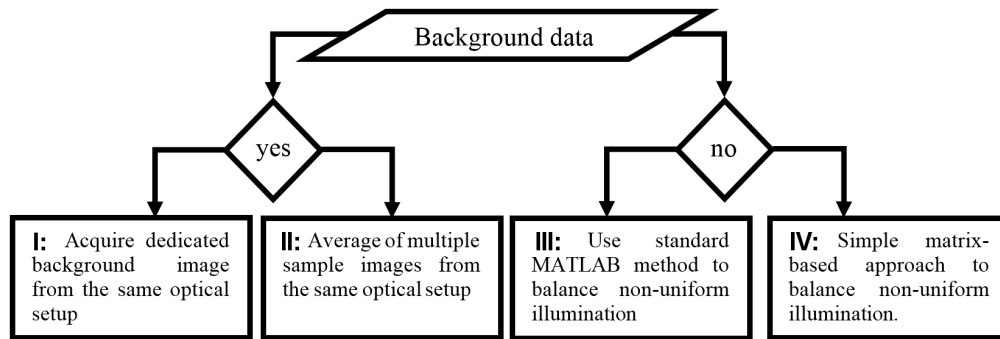 Background data
yes
no
I: Acquire dedicated
background image
from the same optical
setup
II: Average of multiple
sample images from
the same optical setup
III: Use standard
MATLAB method to
balance non-uniform
illumination
IV: Simple matrix-
based approach to
balance non-uniform
illumination.